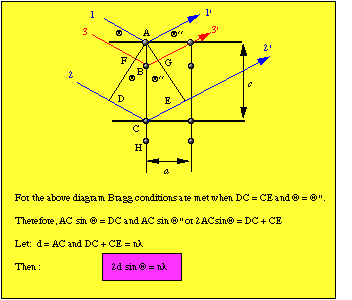 1
1'
3
3'
2
2'
® A ®"
F B G
® ®"
D E
C
H
c
a
For the above diagram Bragg conditions are met when DC = CE and ® = ®".
Therefore, AC sin ® = DC and AC sin ®" or 2ACsin® = DC + CE
Let: d = AC and DC + CE = nλ
Then : 2d sin ® = nλ